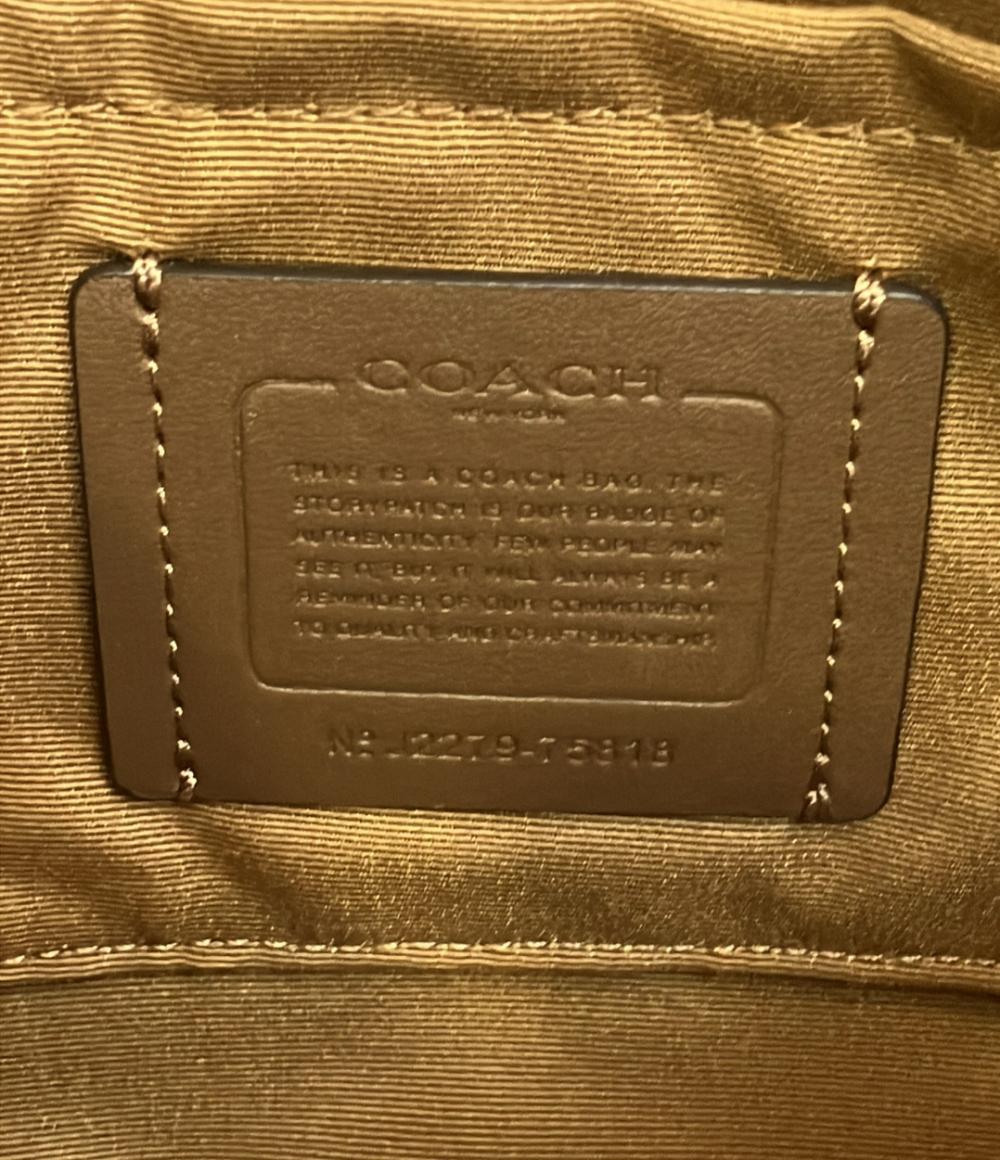 COACH
NEW YORK
THIS IS A COACH BAG. THE
STORYPATCH IS OUR BADGE OF
AUTHENTICITY. FEW PEOPLE MAY
SEE IT, BUT IT WILL ALWAYS BE A
REMINDER OF OUR COMMITMENT
TO QUALITY AND CRAFTSMANSHIP.
Nº J2279-75818